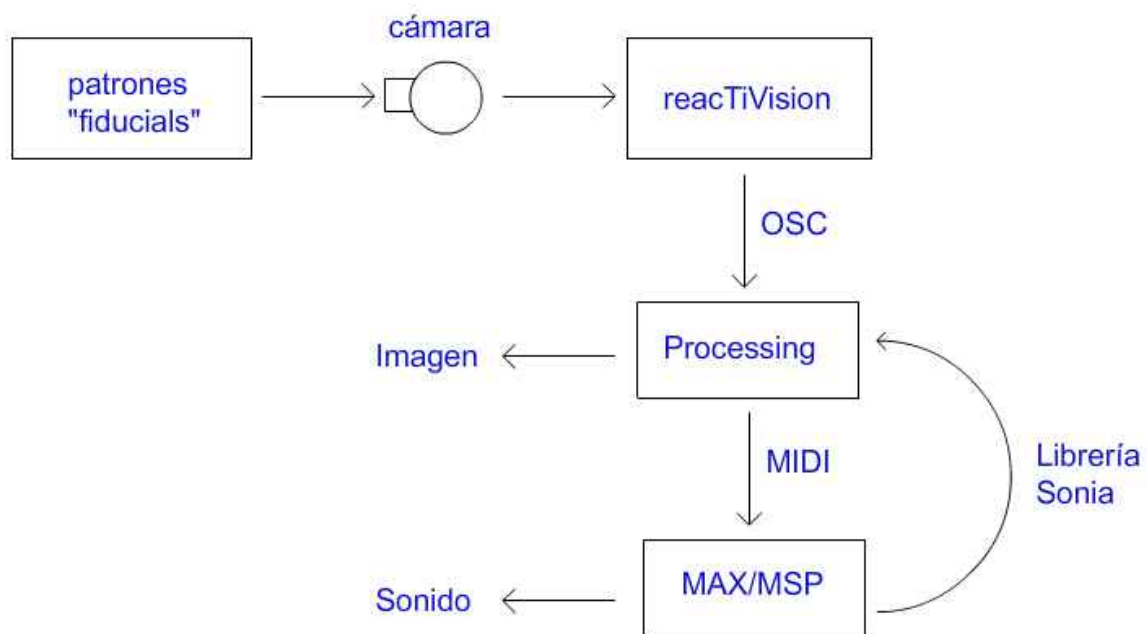 cámara
patrones
"fiducials"
reacTiVision
OSC
Imagen
Processing
MIDI
Librería
Sonia
Sonido
MAX/MSP